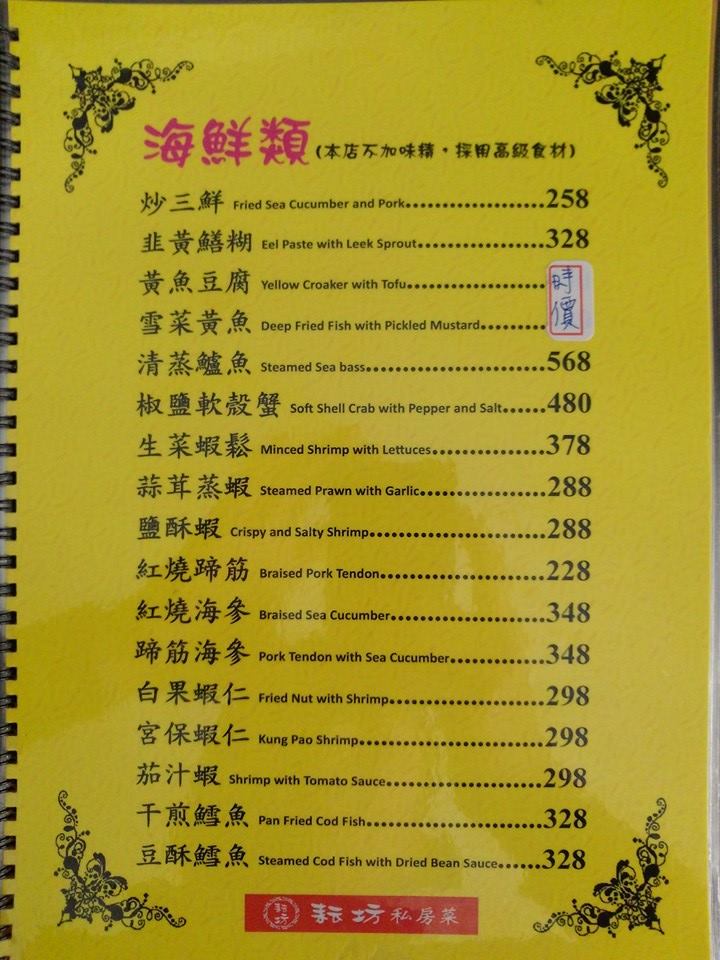 海鮮類(本店不加味精，採用高級食材)
炒三鮮 Fried Sea Cucumber and Pork..................258
韭黃鱔糊 Eel Paste with Leek Sprout..................328
黃魚豆腐 Yellow Croaker with Tofu..................時
雪菜黃魚 Deep Fried Fish with Pickled Mustard........價
清蒸鱸魚 Steamed Sea bass..................568
椒鹽軟殼蟹 Soft Shell Crab with Pepper and Salt......480
生菜蝦鬆 Minced Shrimp with Lettuces..................378
蒜茸蒸蝦 Steamed Prawn with Garlic..................288
鹽酥蝦 Crispy and Salty Shrimp..................288
紅燒蹄筋 Braised Pork Tendon..................228
紅燒海參 Braised Sea Cucumber..................348
蹄筋海參 Pork Tendon with Sea Cucumber..............348
白果蝦仁 Fried Nut with Shrimp..................298
宮保蝦仁 Kung Pao Shrimp..................298
茄汁蝦 Shrimp with Tomato Sauce..................298
干煎鱈魚 Pan Fried Cod Fish..................328
豆酥鱈魚 Steamed Cod Fish with Dried Bean Sauce......328
耘坊 耘坊 私房菜